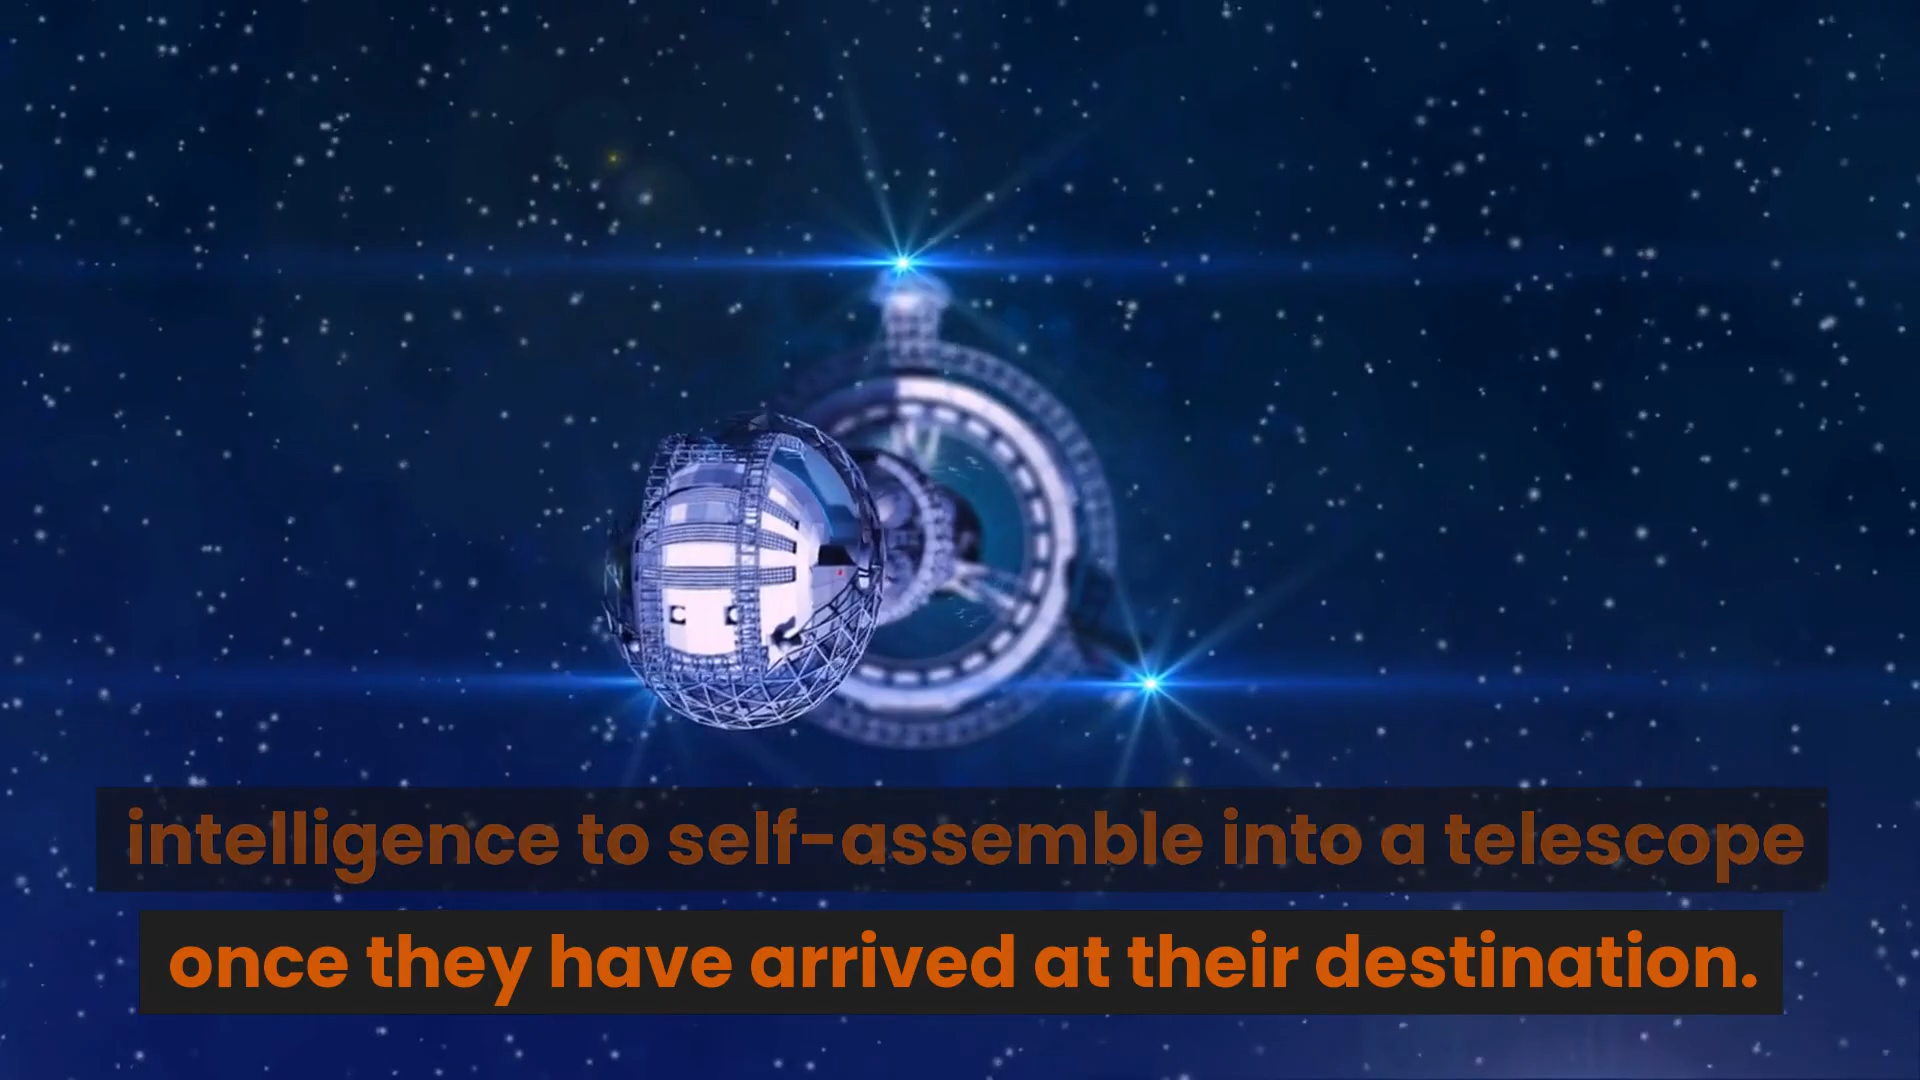 intelligence to self-assemble into a telescope
once they have arrived at their destination.